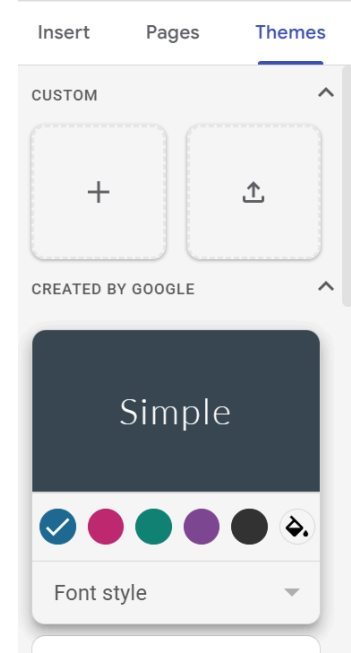 Insert Pages Themes
CUSTOM
CREATED BY GOOGLE
Simple
Font style